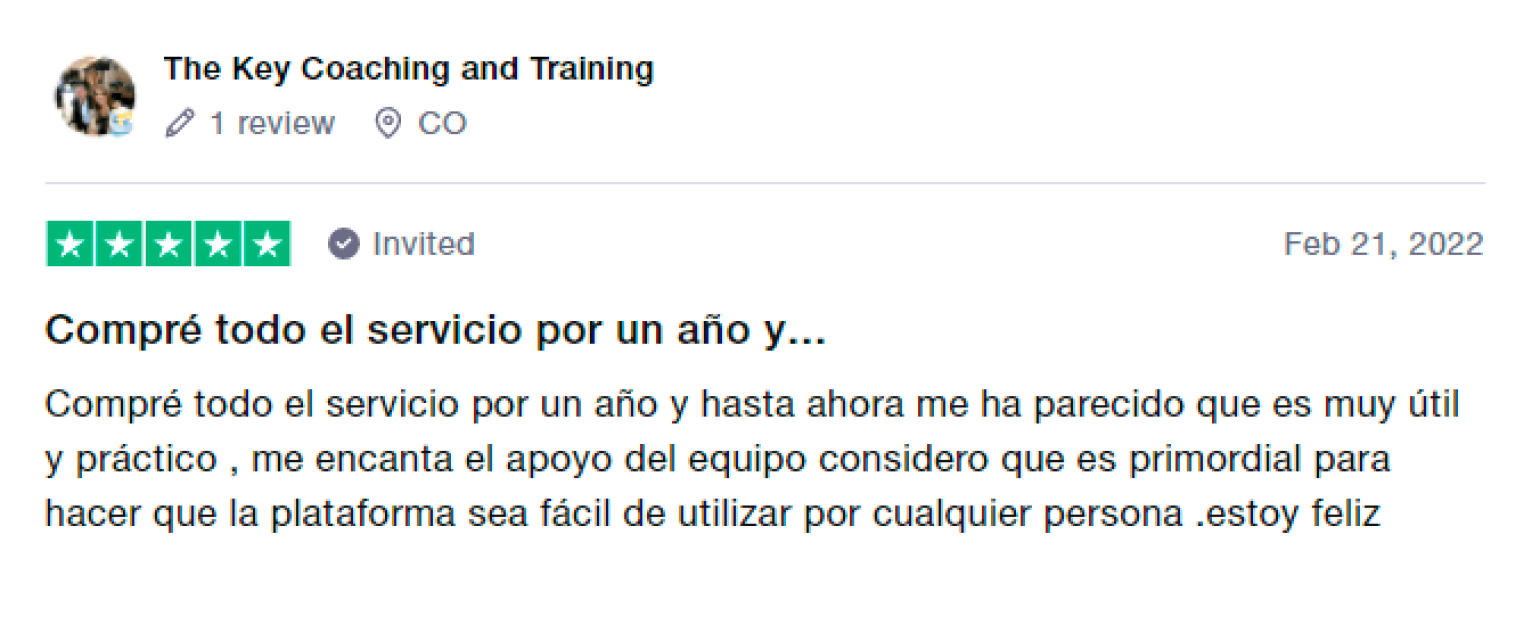 The Key Coaching and Training
1 review CO
Invited Feb 21, 2022
Compré todo el servicio por un año y...
Compré todo el servicio por un año y hasta ahora me ha parecido que es muy útil
y práctico , me encanta el apoyo del equipo considero que es primordial para
hacer que la plataforma sea fácil de utilizar por cualquier persona .estoy feliz